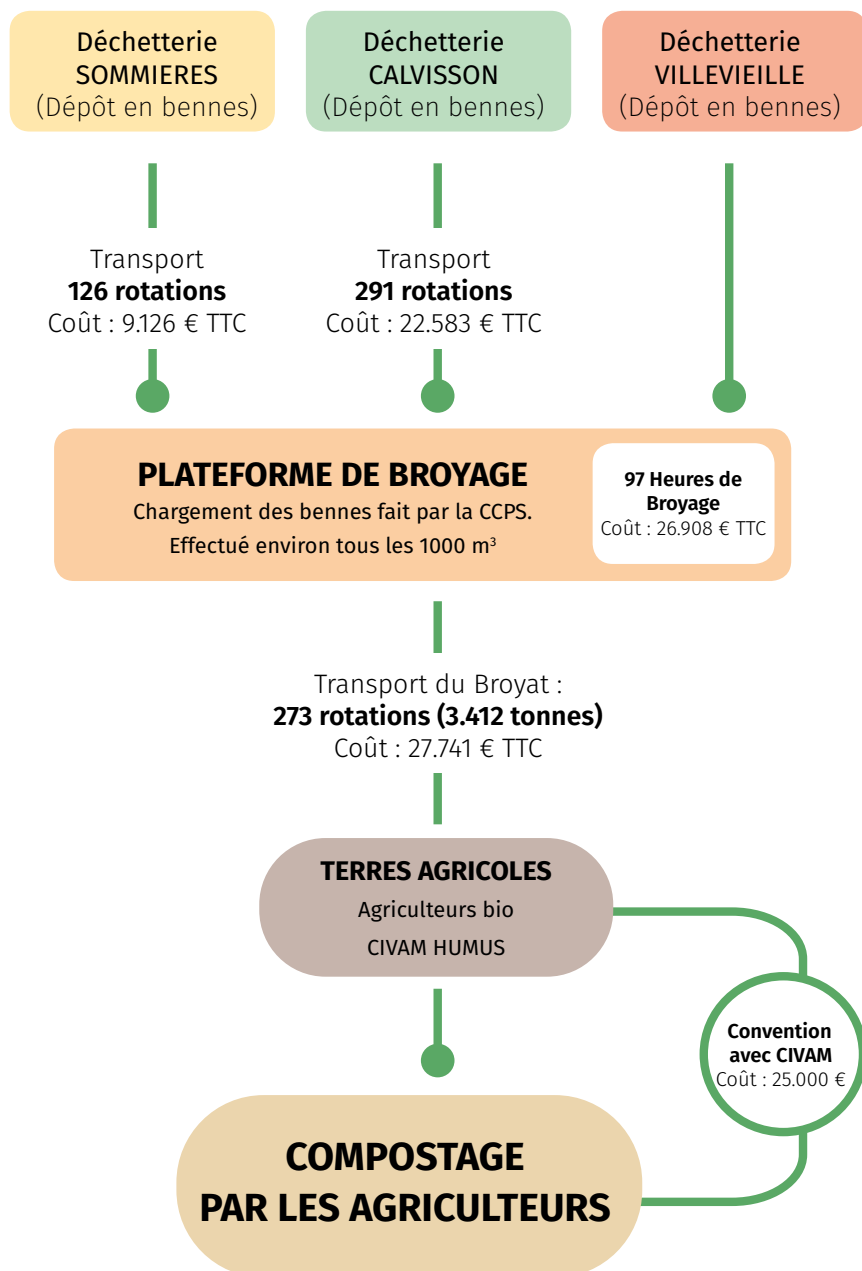 Déchetterie
SOMMIERES
(Dépôt en bennes)
Déchetterie
CALVISSON
(Dépôt en bennes)
Déchetterie
VILLEVIEILLE
(Dépôt en bennes)
Transport
126 rotations
Coût : 9.126 € TTC
Transport
291 rotations
Coût : 22.583 € TTC
PLATEFORME DE BROYAGE
Chargement des bennes fait par la CCPS.
Effectué environ tous les 1000 m³
97 Heures de
Broyage
Coût : 26.908 € TTC
Transport du Broyat :
273 rotations (3.412 tonnes)
Coût : 27.741 € TTC
TERRES AGRICOLES
Agriculteurs bio
CIVAM HUMUS
Convention
avec CIVAM
Coût : 25.000 €
COMPOSTAGE
PAR LES AGRICULTEURS